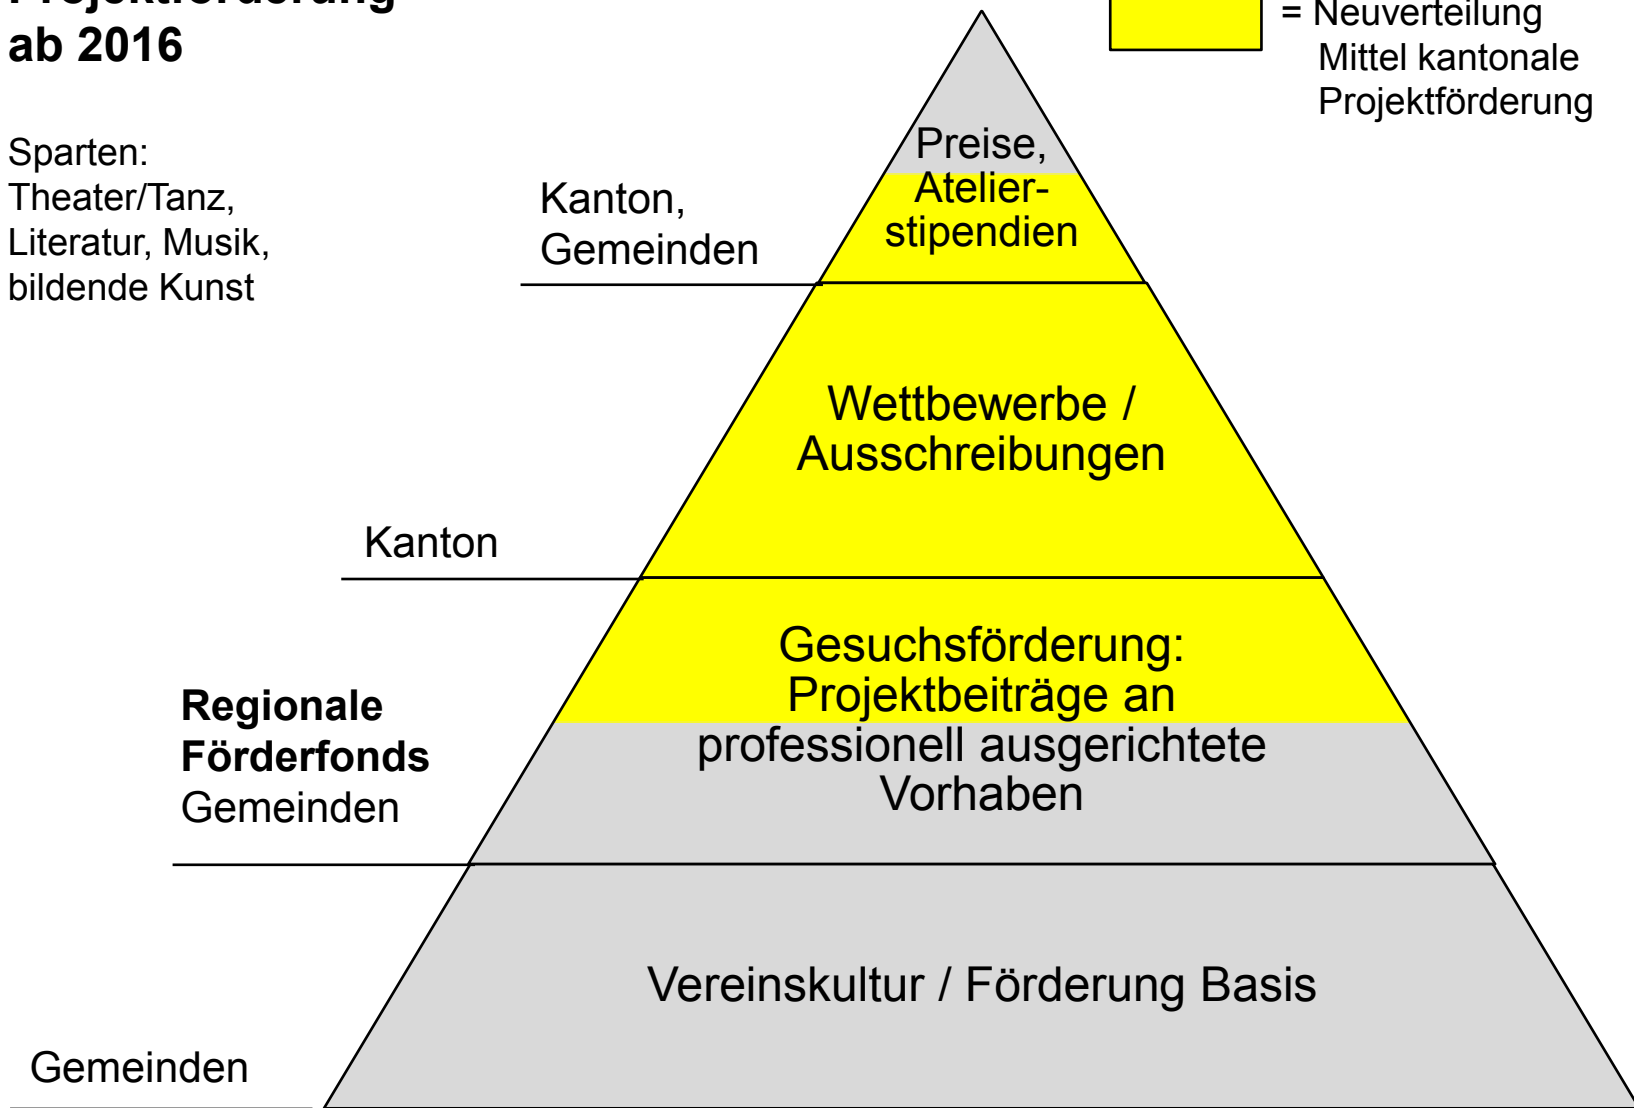 Projektförderung
ab 2016
= Neuverteilung
Mittel kantonale
Projektförderung
Sparten:
Theater/Tanz,
Literatur, Musik,
bildende Kunst
Kanton,
Gemeinden
Preise,
Atelier-
stipendien
Wettbewerbe /
Ausschreibungen
Kanton
Gesuchsförderung:
Projektbeiträge an
professionell ausgerichtete
Vorhaben
Regionale
Förderfonds
Gemeinden
Vereinskultur / Förderung Basis
Gemeinden